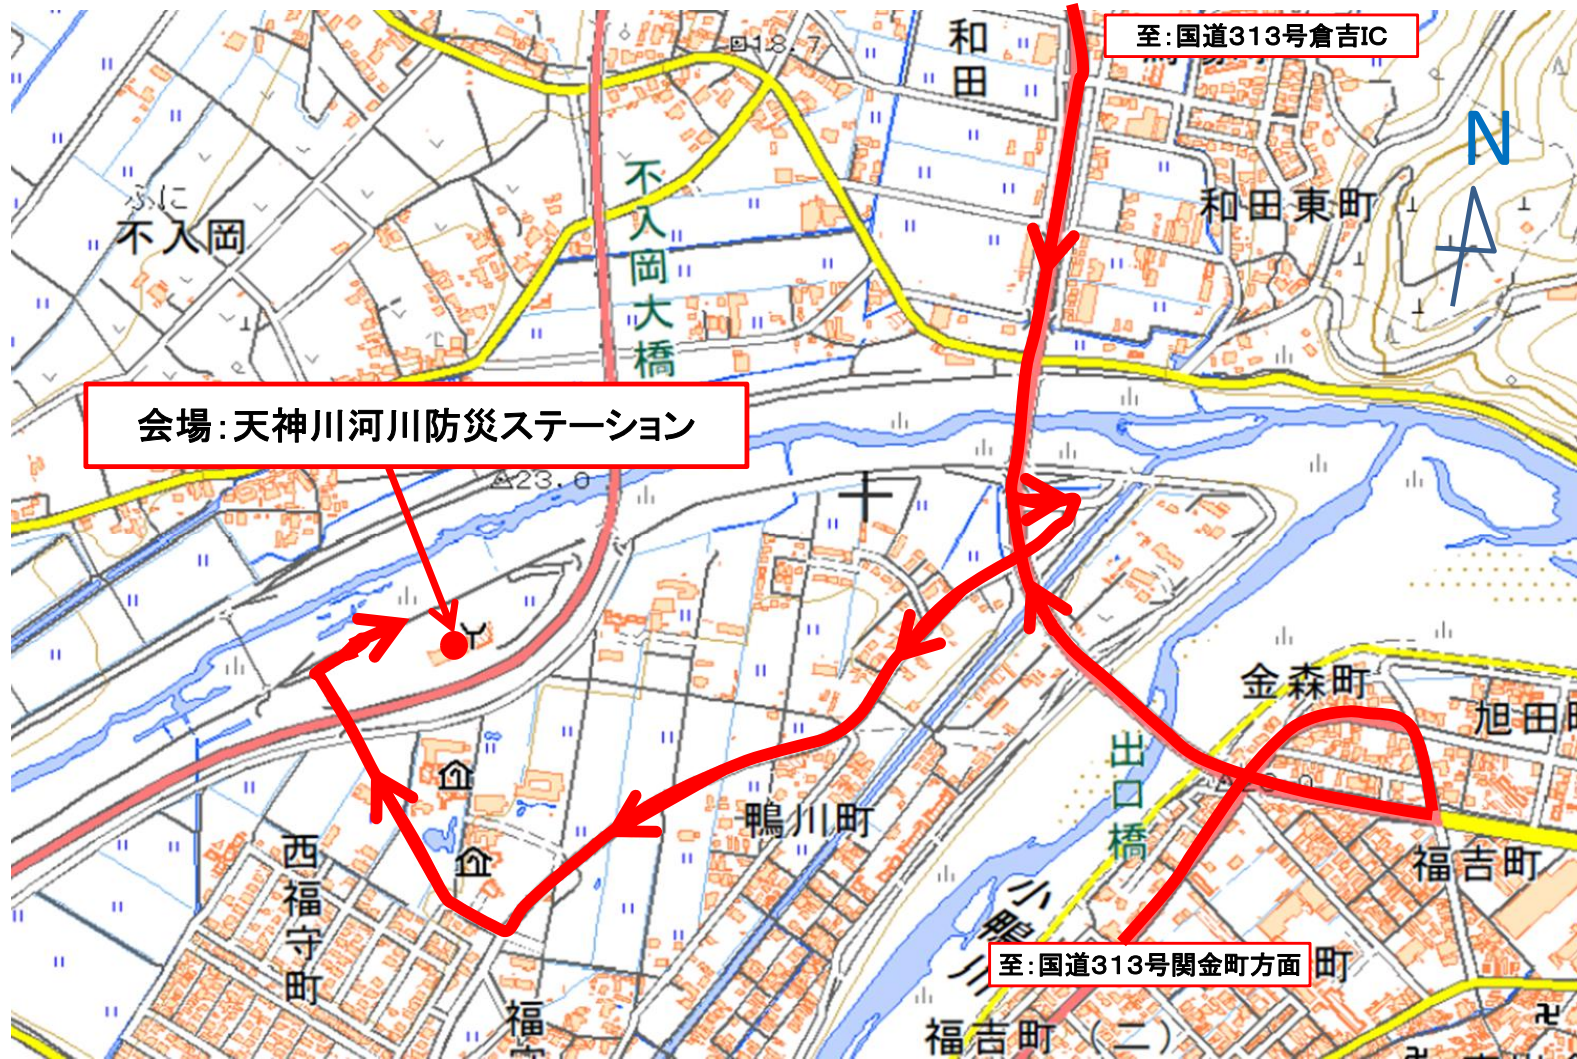 至:国道313号倉吉IC
18.7
和田
N
ふに
不入岡
不入岡大橋
和田東町
会場:天神川河川防災ステーション
23.0
金森町
旭田
出口橋
鴨川町
福吉町
西福守町
小鴨川
至:国道313号関金町方面
町
福
福吉町(二)